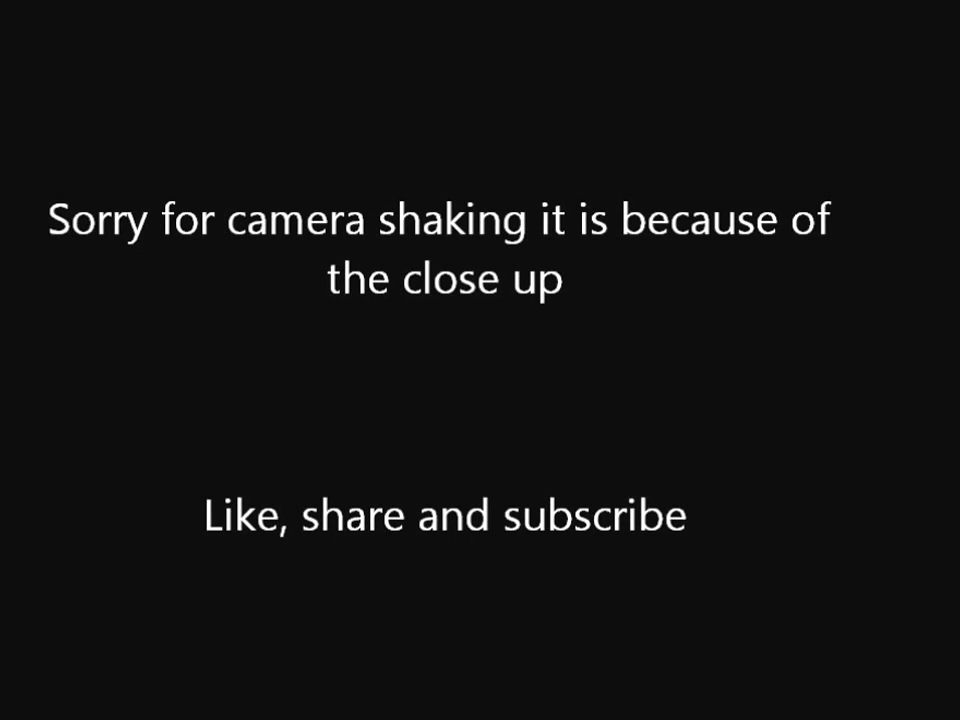 Sorry for camera shaking it is because of
the close up
Like, share and subscribe